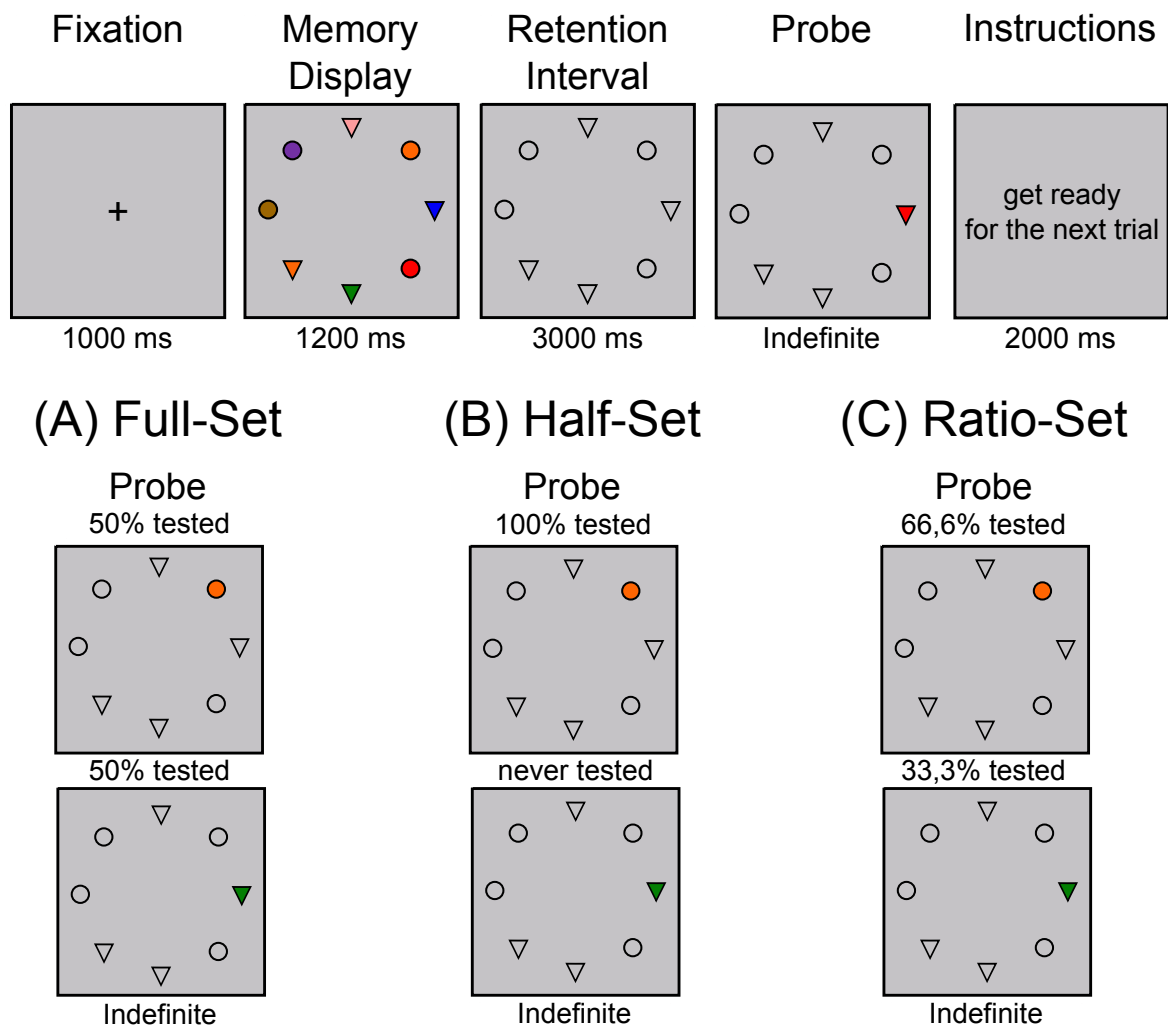 Fixation
Memory
Display
Retention
Interval
Probe
Instructions
+
get ready
for the next trial
1000 ms
1200 ms
3000 ms
Indefinite
2000 ms
(A) Full-Set
(B) Half-Set
(C) Ratio-Set
Probe
50% tested
Probe
100% tested
Probe
66,6% tested
50% tested
never tested
33,3% tested
Indefinite
Indefinite
Indefinite